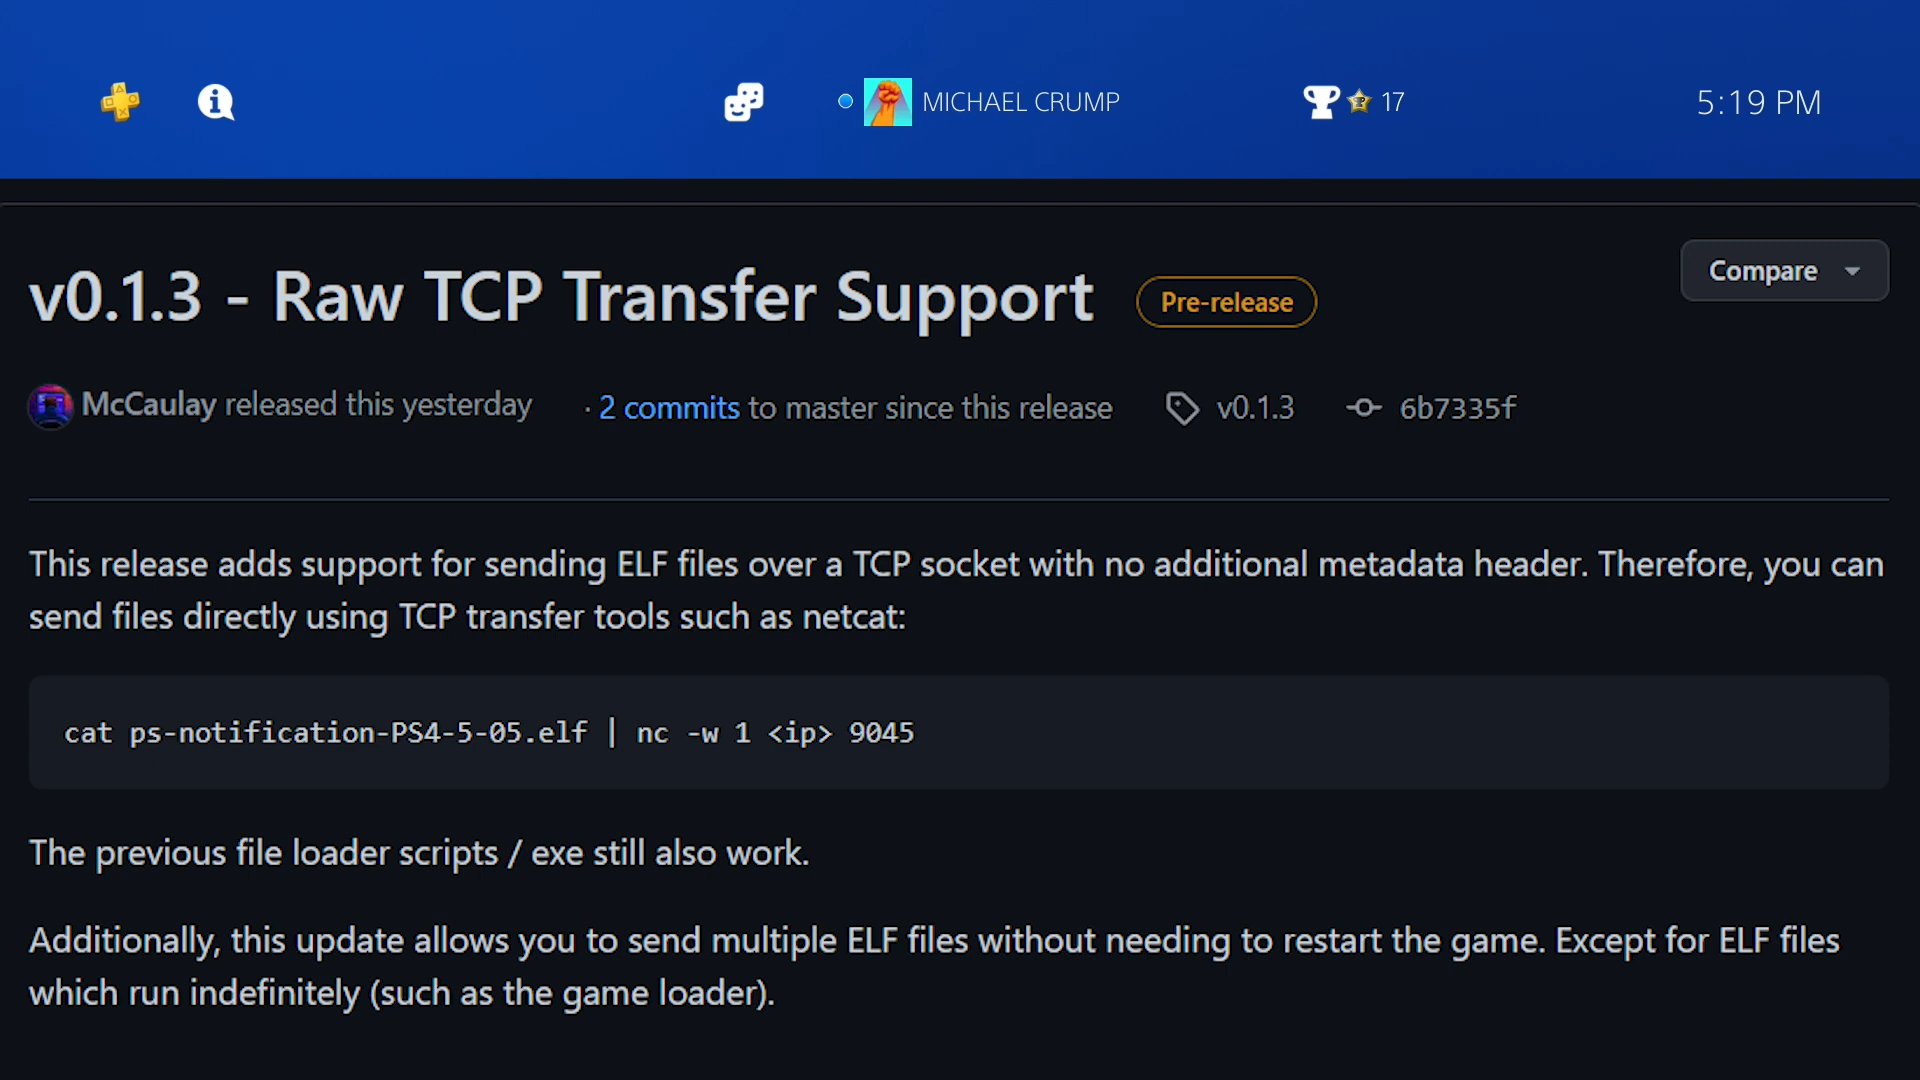 MICHAEL CRUMP
17
5:19 PM
v0.1.3 - Raw TCP Transfer Support
Pre-release
Compare
McCaulay released this yesterday
· 2 commits to master since this release
v0.1.3
6b7335f
This release adds support for sending ELF files over a TCP socket with no additional metadata header. Therefore, you can
send files directly using TCP transfer tools such as netcat:
cat ps-notification-PS4-5-05.elf | nc -w 1 <ip> 9045
The previous file loader scripts / exe still also work.
Additionally, this update allows you to send multiple ELF files without needing to restart the game. Except for ELF files
which run indefinitely (such as the game loader).